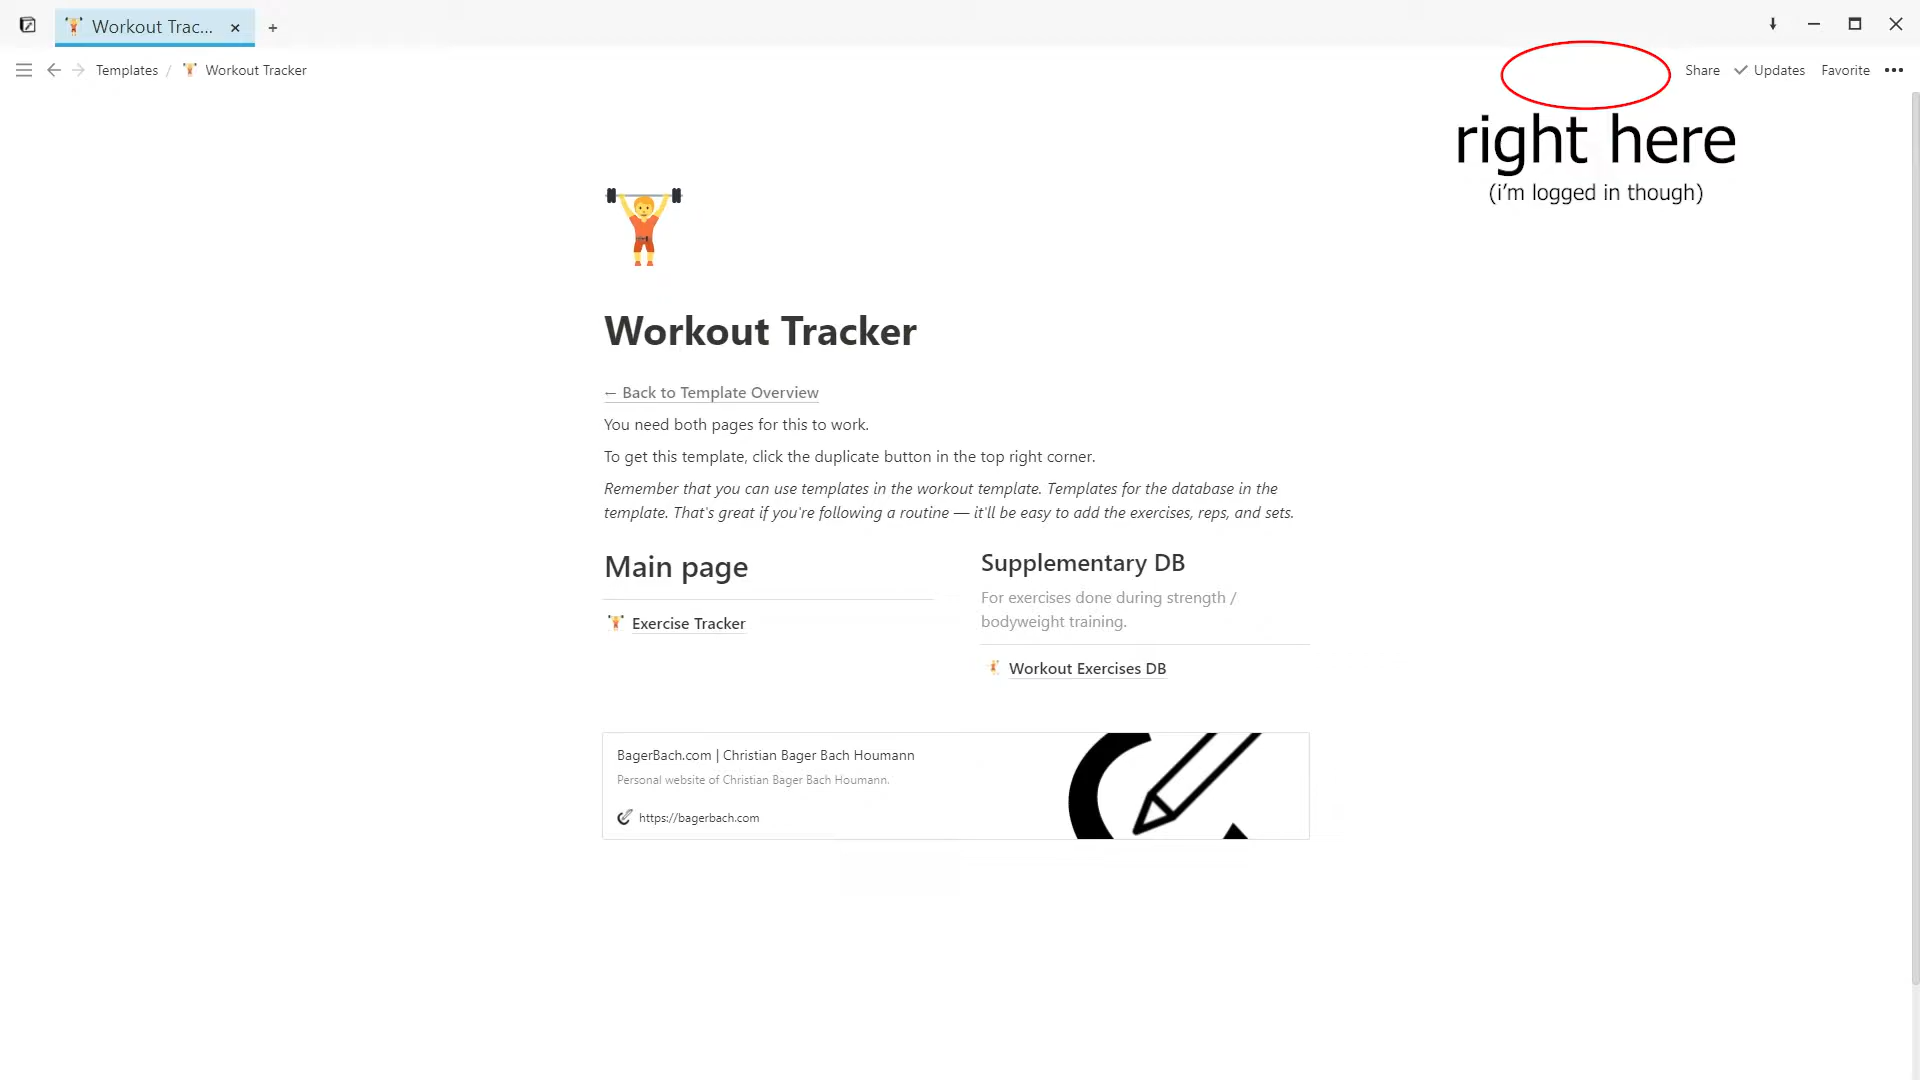 Workout Trac...
Templates / Workout Tracker
Share Updates Favorite
right here
(i'm logged in though)
Workout Tracker
← Back to Template Overview
You need both pages for this to work.
To get this template, click the duplicate button in the top right corner.
Remember that you can use templates in the workout template. Templates for the database in the
template. That's great if you're following a routine — it'll be easy to add the exercises, reps, and sets.
Main page
Exercise Tracker
Supplementary DB
For exercises done during strength /
bodyweight training.
Workout Exercises DB
BagerBach.com | Christian Bager Bach Houmann
Personal website of Christian Bager Bach Houmann.
https://bagerbach.com